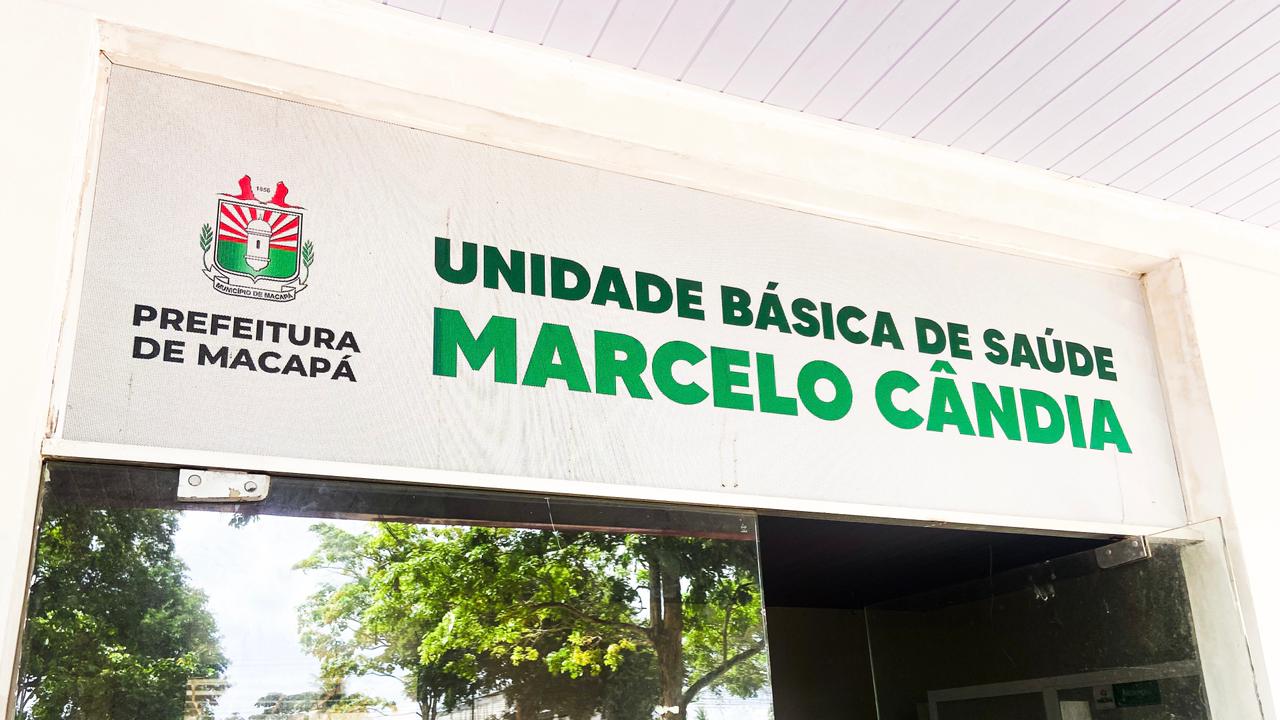 1856
MUNICÍPIO DE MACAPÁ
PREFEITURA
DE MACAPÁ
UNIDADE BÁSICA DE SAÚDE
MARCELO CÂNDIA